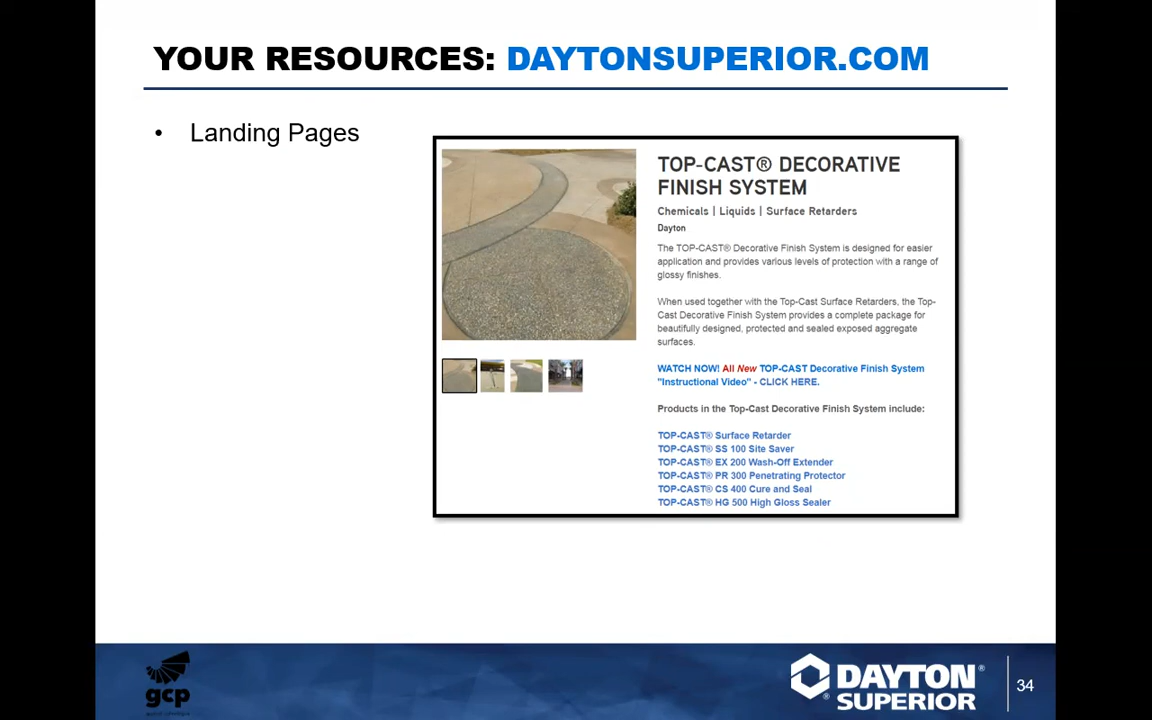 YOUR RESOURCES: DAYTONSUPERIOR.COM
• Landing Pages
TOP-CAST® DECORATIVE
FINISH SYSTEM
Chemicals | Liquids | Surface Retarders
Dayton
The TOP-CAST® Decorative Finish System is designed for easier
application and provides various levels of protection with a range of
glossy finishes.
When used together with the Top-Cast Surface Retarders, the Top-
Cast Decorative Finish System provides a complete package for
beautifully designed, protected and sealed exposed aggregate
surfaces.
WATCH NOW! All New TOP-CAST Decorative Finish System
"Instructional Video" - CLICK HERE.
Products in the Top-Cast Decorative Finish System include:
TOP-CAST® Surface Retarder
TOP-CAST® SS 100 Site Saver
TOP-CAST® EX 200 Wash-Off Extender
TOP-CAST® PR 300 Penetrating Protector
TOP-CAST® CS 400 Cure and Seal
TOP-CAST® HG 500 High Gloss Sealer
gcp
® DAYTON®
SUPERIOR
34